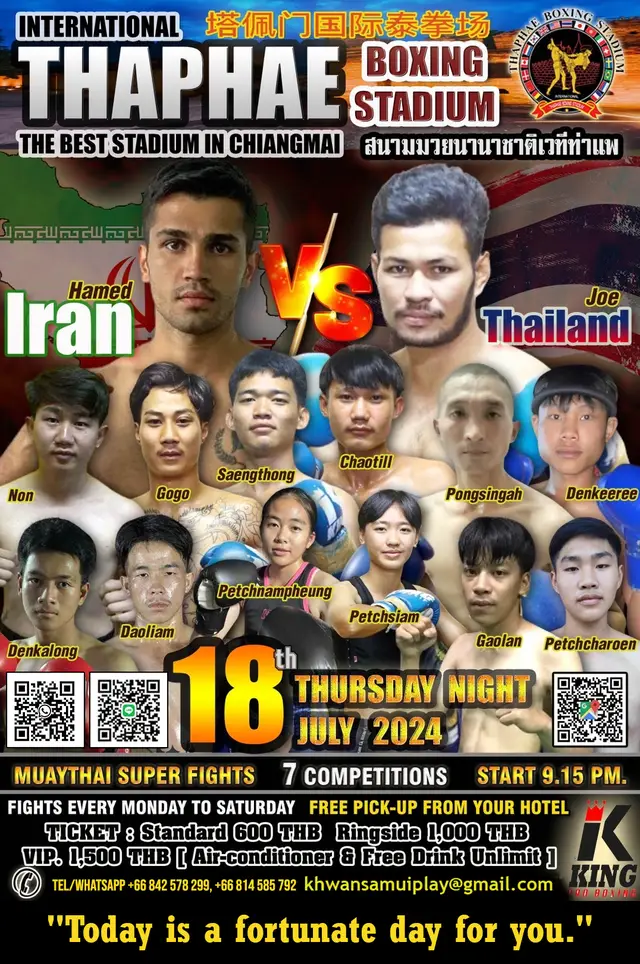 INTERNATIONAL
塔佩门国际泰拳场
THAPHAE
BOXING
STADIUM
THAPHAE BOXING STADIUM
INTERNATIONAL
THE BEST STADIUM IN CHIANGMAI
สนามมวยนานาชาติเวทีท่าแพ
Hamed
Iran
Vs
Joe
Thailand
Non
Gogo
Saengthong
Chaotill
Pongsingah
Denkeeree
Denkalong
Daoliam
Petchnampheung
Petchsiam
Gaolan
Petchcharoen
18th
THURSDAY NIGHT
JULY 2024
MUAYTHAI SUPER FIGHTS 7 COMPETITIONS START 9.15 PM.
FIGHTS EVERY MONDAY TO SATURDAY FREE PICK-UP FROM YOUR HOTEL
TICKET : Standard 600 THB Ringside 1,000 THB
VIP. 1,500 THB [ Air-conditioner & Free Drink Unlimit ]
TEL/WHATSAPP +66 842 578 299, +66 814 585 792 khwansamuiplay@gmail.com
K
KING
PRO BOXING
"Today is a fortunate day for you."